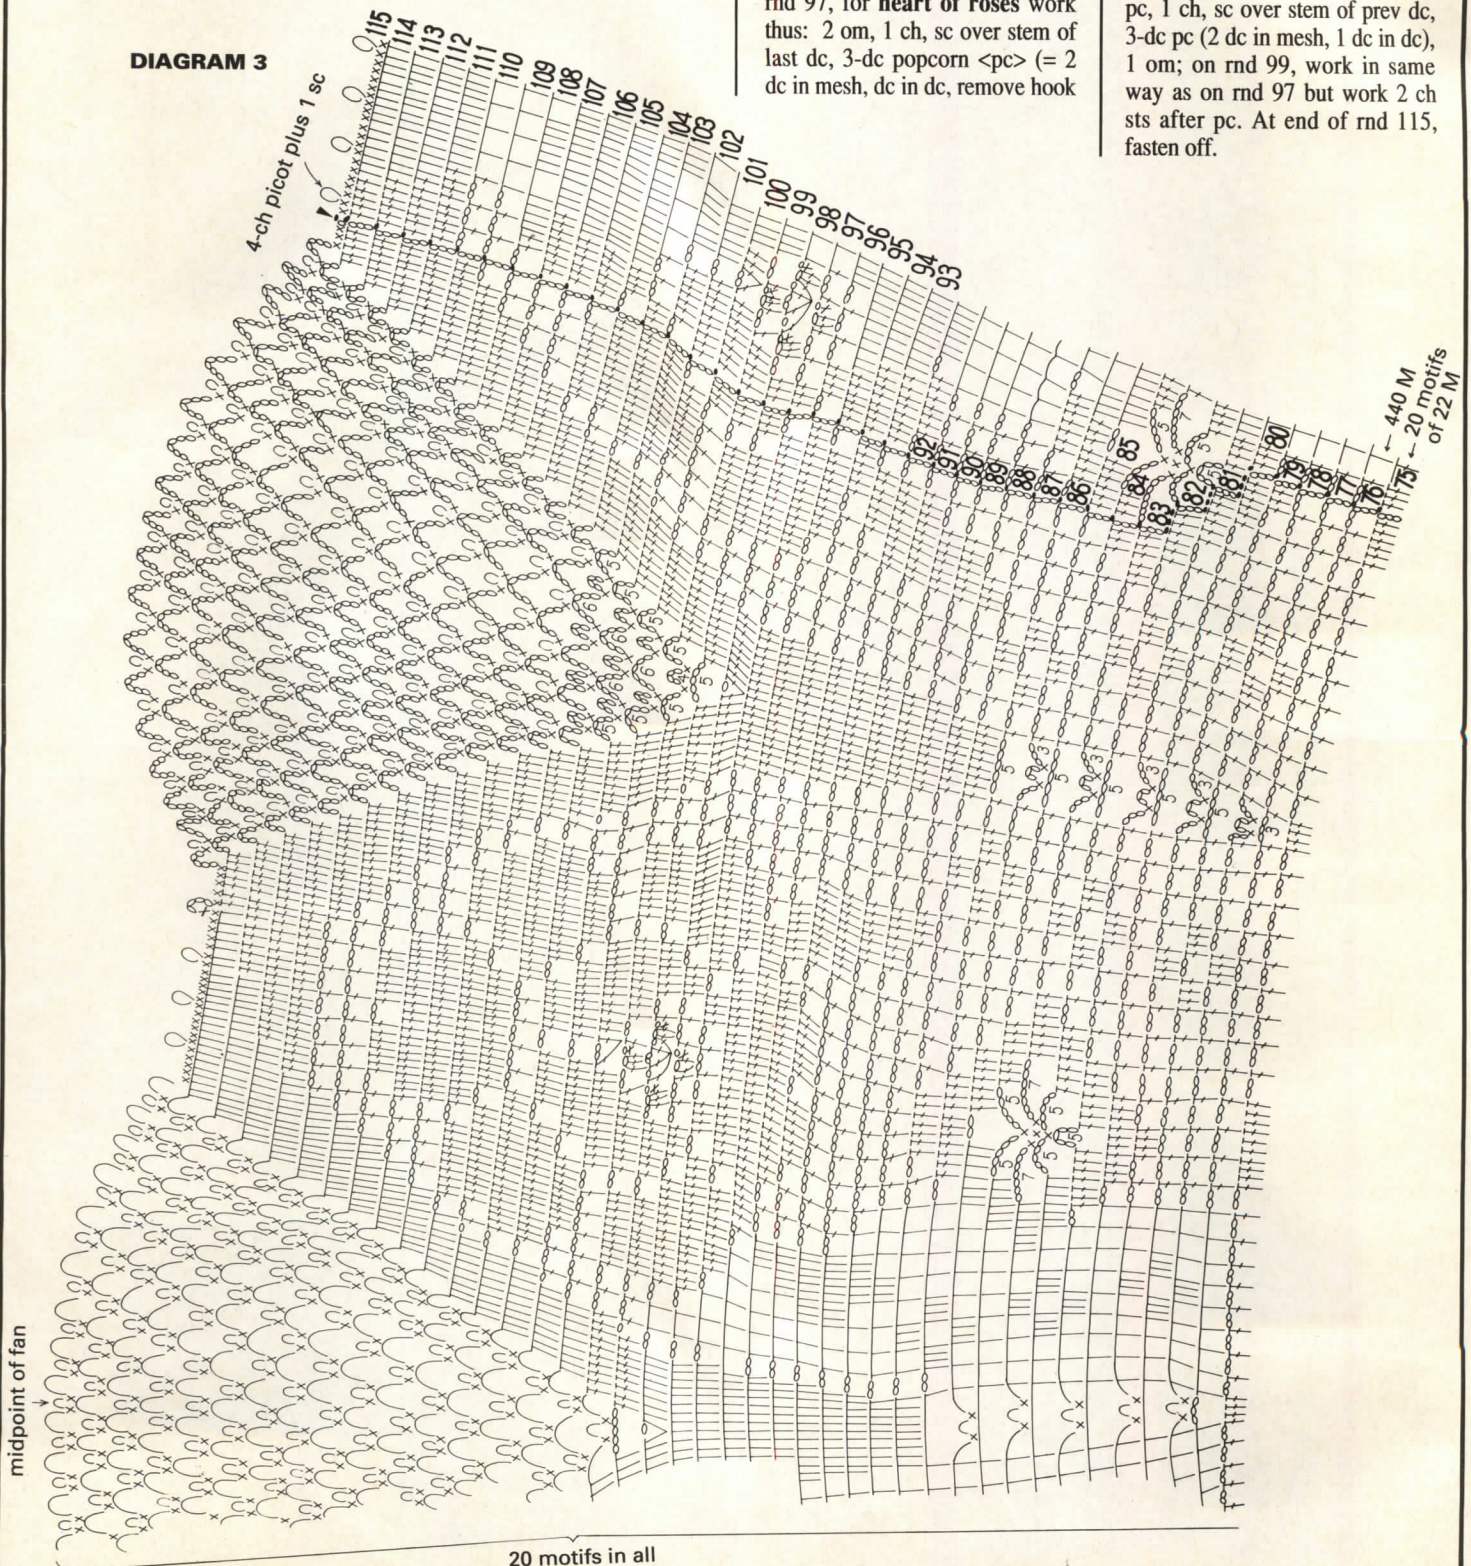 rnd 97, for heart of roses work
thus: 2 om, 1 ch, sc over stem of
last dc, 3-dc popcorn <pc> (= 2
dc in mesh, dc in dc, remove hook
pc, 1 ch, sc over stem of prev dc,
3-dc pc (2 dc in mesh, 1 dc in dc),
1 om; on rnd 99, work in same
way as on rnd 97 but work 2 ch
sts after pc. At end of rnd 115,
fasten off.
DIAGRAM 3
4-ch picot plus 1 sc
115
114
113
112
111
110
109
108
107
106
105
104
103
102
101
100
99
98
97
96
95
94
93
92
91
90
89
88
87
86
85
84
83
82
81
80
79
78
77
76
75
← 440 M
← 20 motifs
of 22 M
midpoint of fan
20 motifs in all